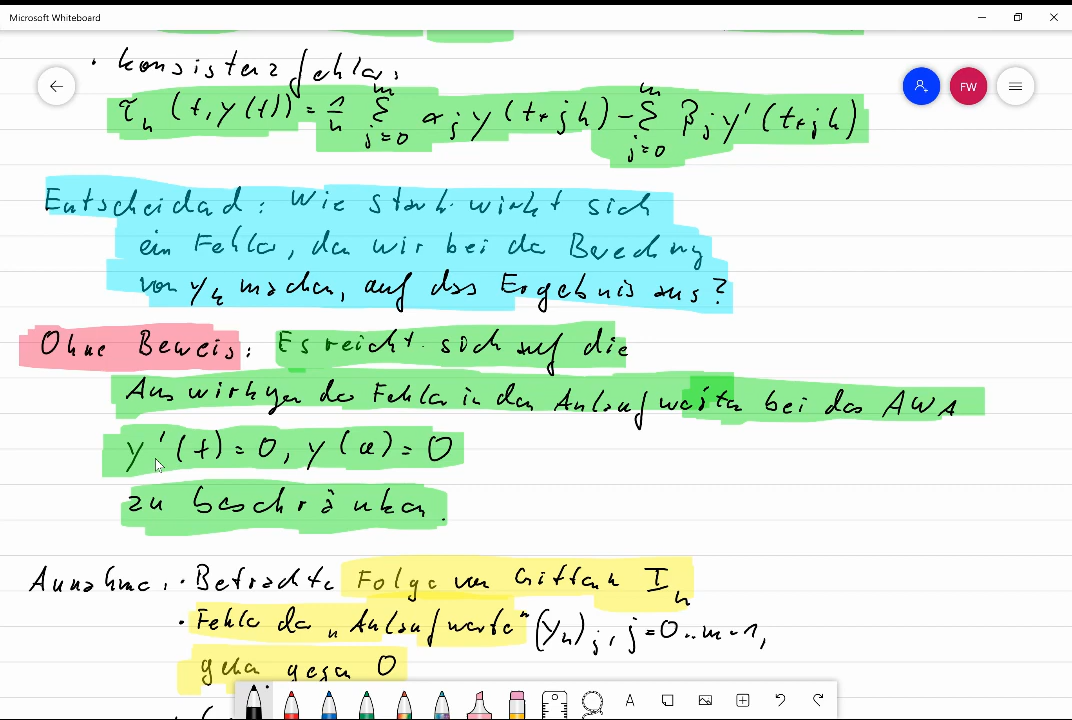 Microsoft Whiteboard
FW
· Konsistenzfehler:
τ_h (t, y(t)) = 1/h Σ_{j=0}^{m} α_j y(t+jh) - Σ_{j=0}^{m} β_j y'(t+jh)
Entscheidend: Wie stark wirkt sich
ein Fehler, den wir bei der Berechnung
von y_k machen, auf das Ergebnis aus?
Ohne Beweis: Es reicht sich auf die
Auswirkungen der Fehler in den Anlaufwerten bei der AWA
y'(t) = 0, y(a) = 0
zu beschränken.
Annahme: · Betrachte Folge von Gittern I_h
· Fehler der "Anlaufwerte" (y_h)_j, j=0..m-1,
gehen gegen 0
A